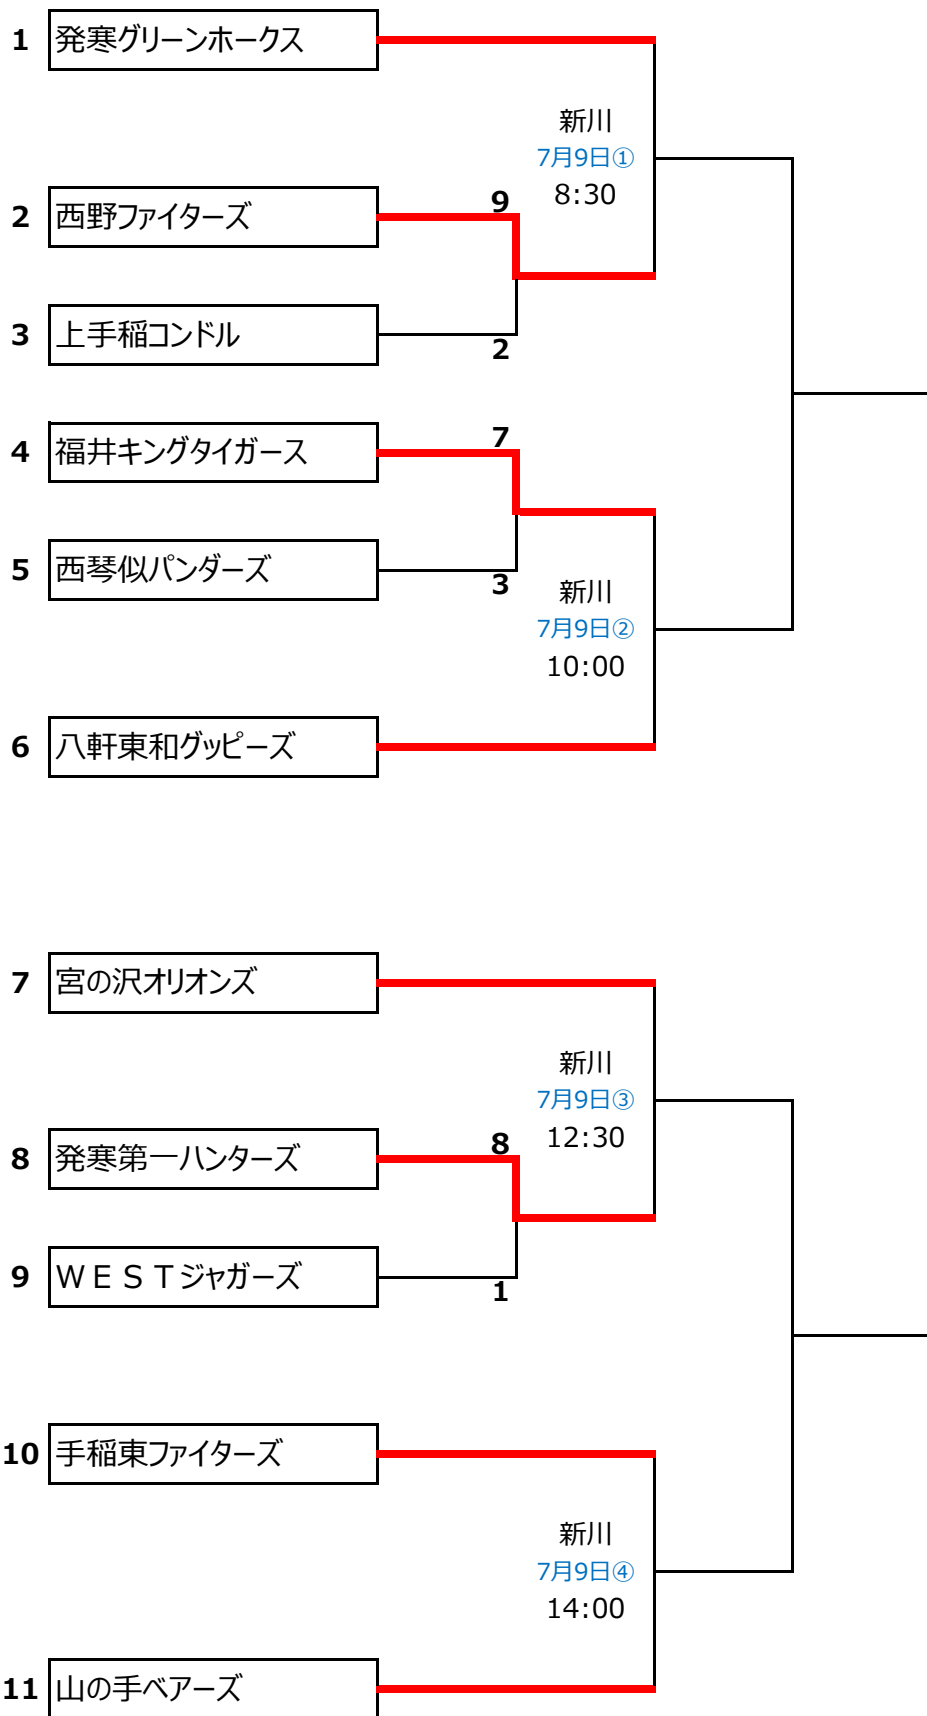 1 発寒グリーンホークス
新川
7月9日①
8:30
9
2 西野ファイターズ
3 上手稲コンドル
2
7
4 福井キングタイガース
5 西琴似パンダーズ
3
新川
7月9日②
10:00
6 八軒東和グッピーズ
7 宮の沢オリオンズ
新川
7月9日③
12:30
8
8 発寒第一ハンターズ
9 ＷＥＳＴジャガーズ
1
10 手稲東ファイターズ
新川
7月9日④
14:00
11 山の手ベアーズ